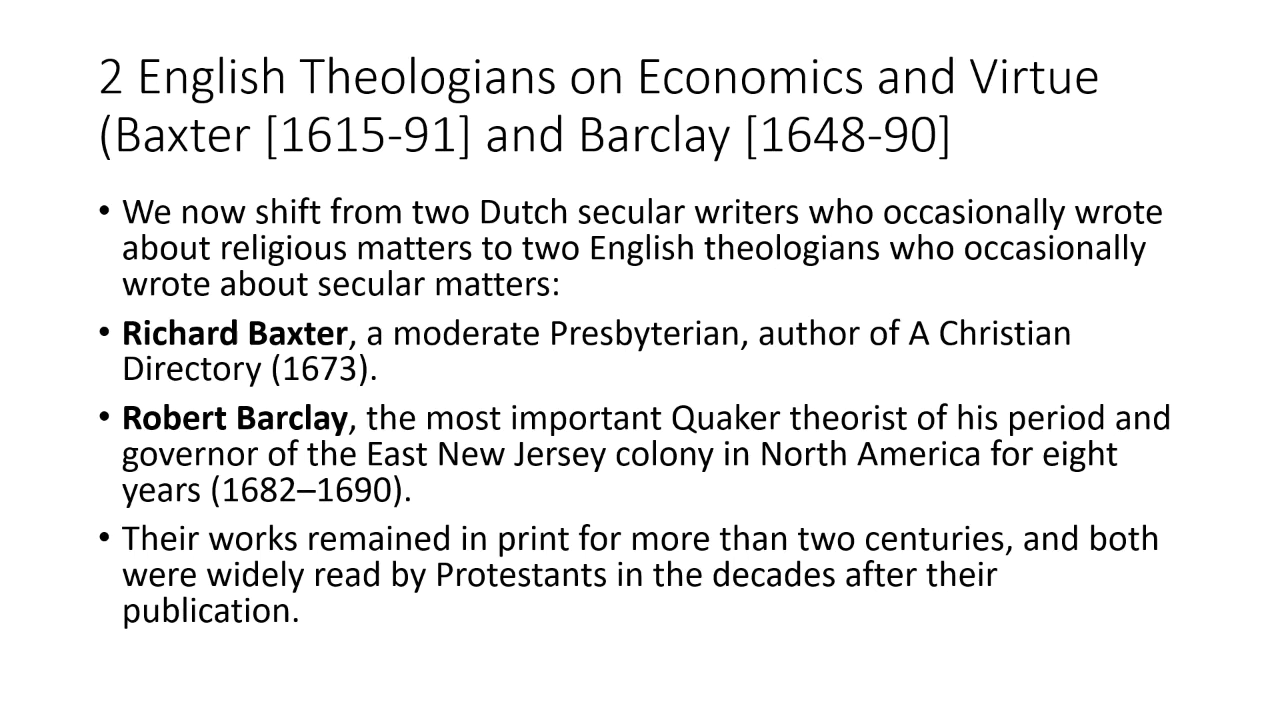 2 English Theologians on Economics and Virtue
(Baxter [1615-91] and Barclay [1648-90]
• We now shift from two Dutch secular writers who occasionally wrote
about religious matters to two English theologians who occasionally
wrote about secular matters:
• Richard Baxter, a moderate Presbyterian, author of A Christian
Directory (1673).
• Robert Barclay, the most important Quaker theorist of his period and
governor of the East New Jersey colony in North America for eight
years (1682–1690).
• Their works remained in print for more than two centuries, and both
were widely read by Protestants in the decades after their
publication.